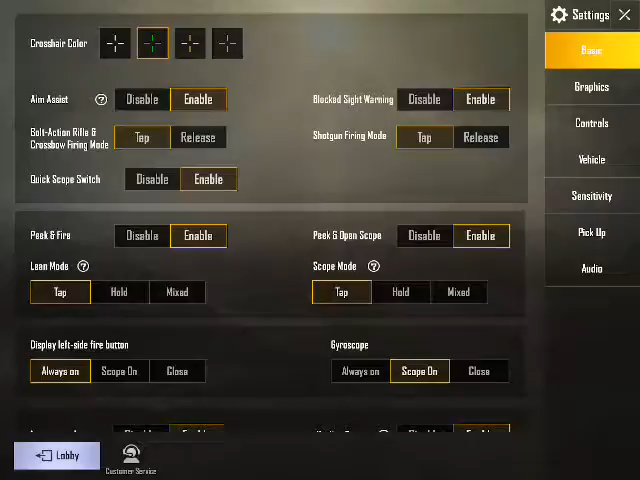 Settings
Crosshair Color
Basic
Graphics
Aim Assist ? Disable Enable
Blocked Sight Warning Disable Enable
Controls
Bolt-Action Rifle &
Crossbow Firing Mode Tap Release
Shotgun Firing Mode Tap Release
Vehicle
Quick Scope Switch Disable Enable
Sensitivity
Peek & Fire Disable Enable
Peek & Open Scope Disable Enable
Pick Up
Lean Mode ?
Scope Mode ?
Audio
Tap Hold Mixed
Tap Hold Mixed
Display left-side fire button
Gyroscope
Always on Scope On Close
Always on Scope On Close
Lobby
Customer Service